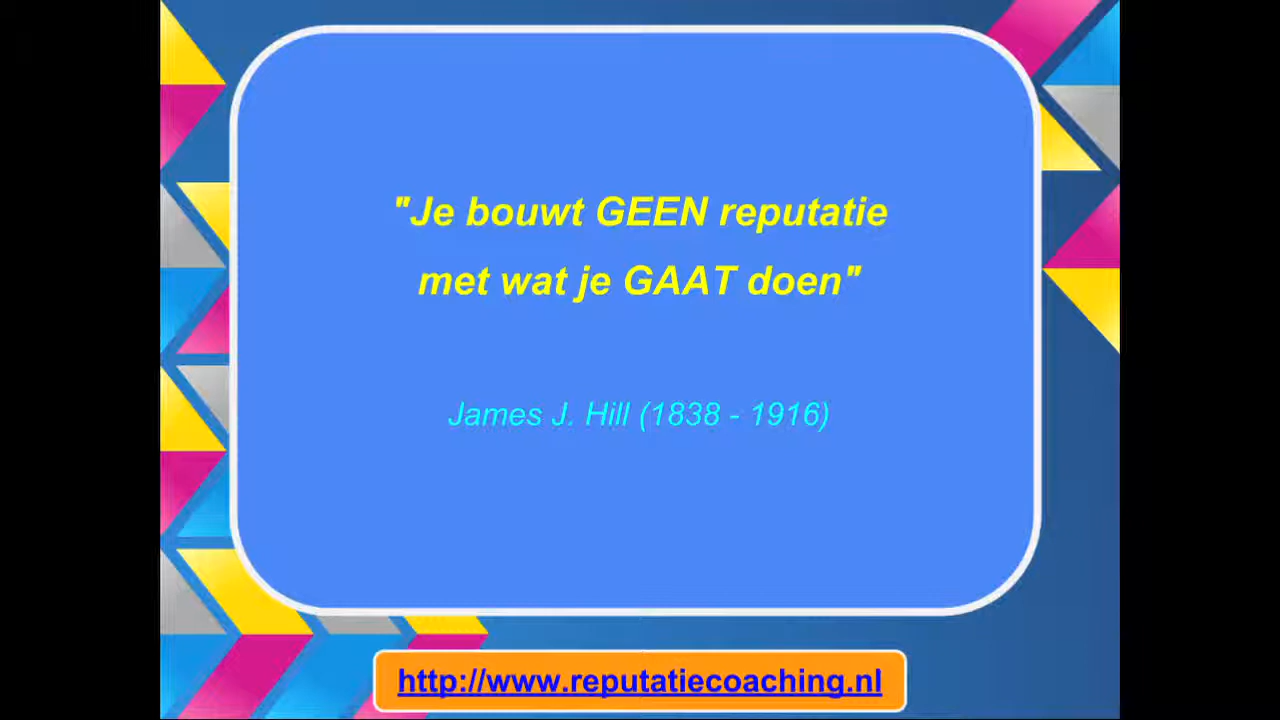 "Je bouwt GEEN reputatie
met wat je GAAT doen"
James J. Hill (1838 - 1916)
http://www.reputatiecoaching.nl